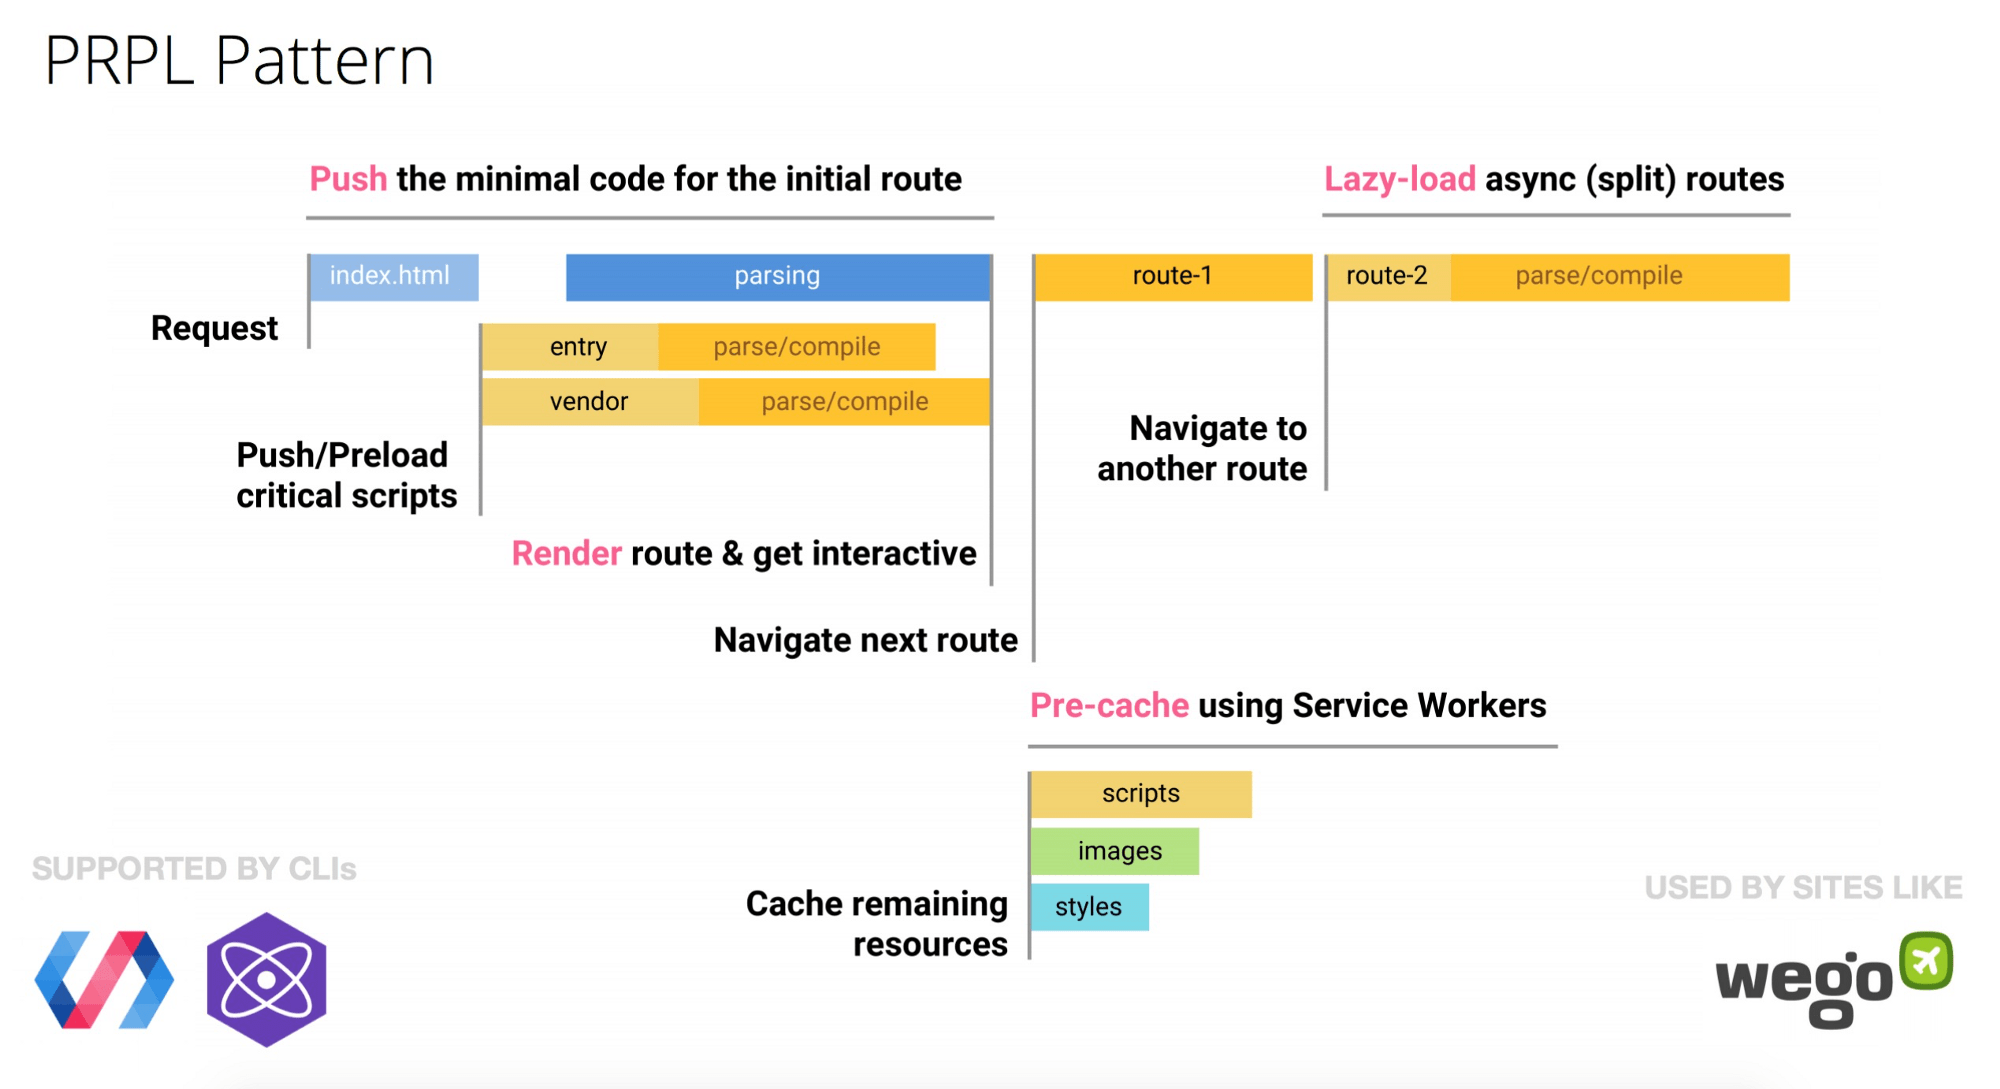 PRPL Pattern
Push the minimal code for the initial route
Lazy-load async (split) routes
index.html
parsing
route-1
route-2
parse/compile
Request
entry
parse/compile
vendor
parse/compile
Push/Preload
critical scripts
Navigate to
another route
Render route & get interactive
Navigate next route
Pre-cache using Service Workers
scripts
images
styles
Cache remaining
resources
SUPPORTED BY CLIs
USED BY SITES LIKE
wego